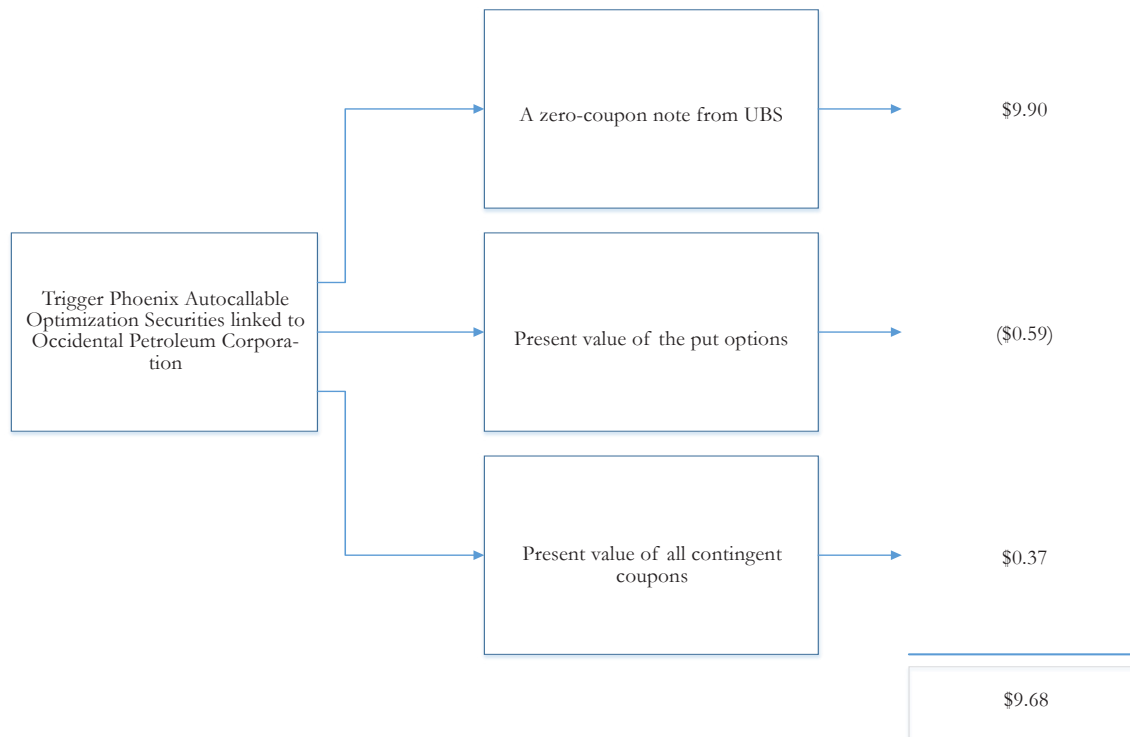 A zero-coupon note from UBS
$9.90
Trigger Phoenix Autocallable
Optimization Securities linked to
Occidental Petroleum Corpora-
tion
Present value of the put options
($0.59)
Present value of all contingent
coupons
$0.37
$9.68